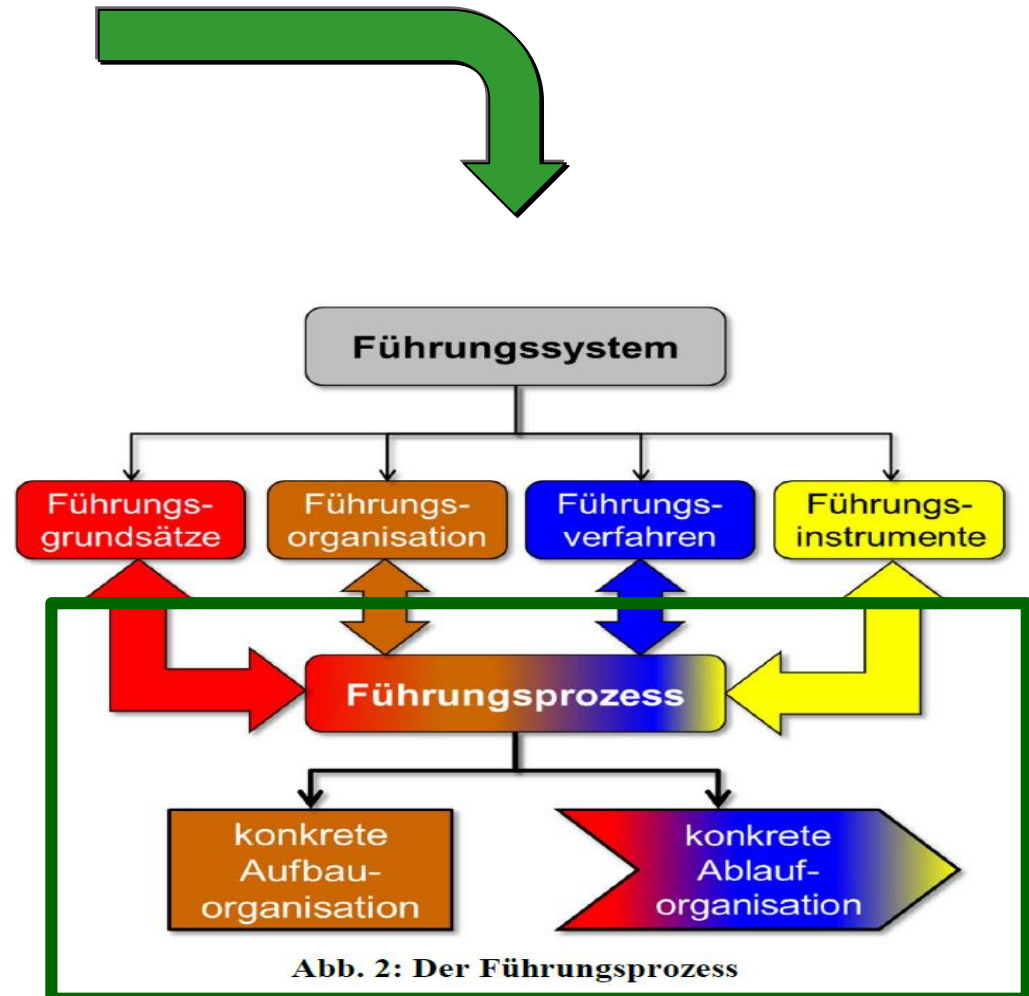 Führungssystem
Führungs-
grundsätze
Führungs-
organisation
Führungs-
verfahren
Führungs-
instrumente
Führungsprozess
konkrete
Aufbau-
organisation
konkrete
Ablauf-
organisation
Abb. 2: Der Führungsprozess